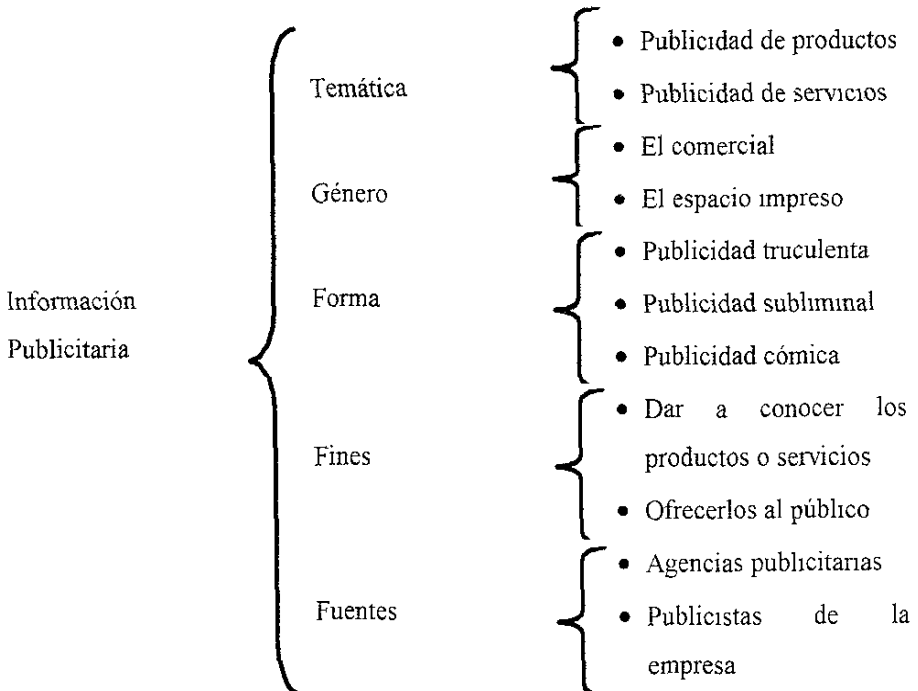 Información
Publicitaria
Temática
• Publicidad de productos
• Publicidad de servicios
Género
• El comercial
• El espacio impreso
Forma
• Publicidad truculenta
• Publicidad subliminal
• Publicidad cómica
Fines
• Dar a conocer los
productos o servicios
• Ofrecerlos al público
Fuentes
• Agencias publicitarias
• Publicistas de la
empresa